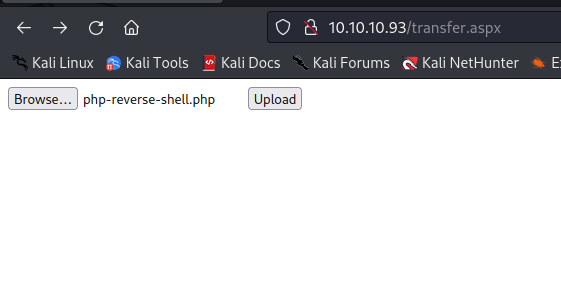 10.10.10.93/transfer.aspx
Kali Linux Kali Tools Kali Docs Kali Forums Kali NetHunter
Browse... php-reverse-shell.php Upload